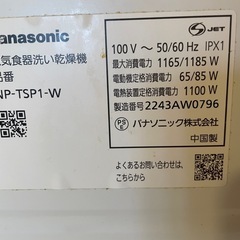 Panasonic
電気食器洗い乾燥機
品番
NP-TSP1-W
S JET
100 V ～ 50/60 Hz IPX1
最大消費電力 1165/1185 W
電動機定格消費電力 65/85 W
電熱装置定格消費電力 1100 W
製造番号 2243AW0796
PS E パナソニック株式会社
中国製
よくあるお問い合わせは、
こちらから